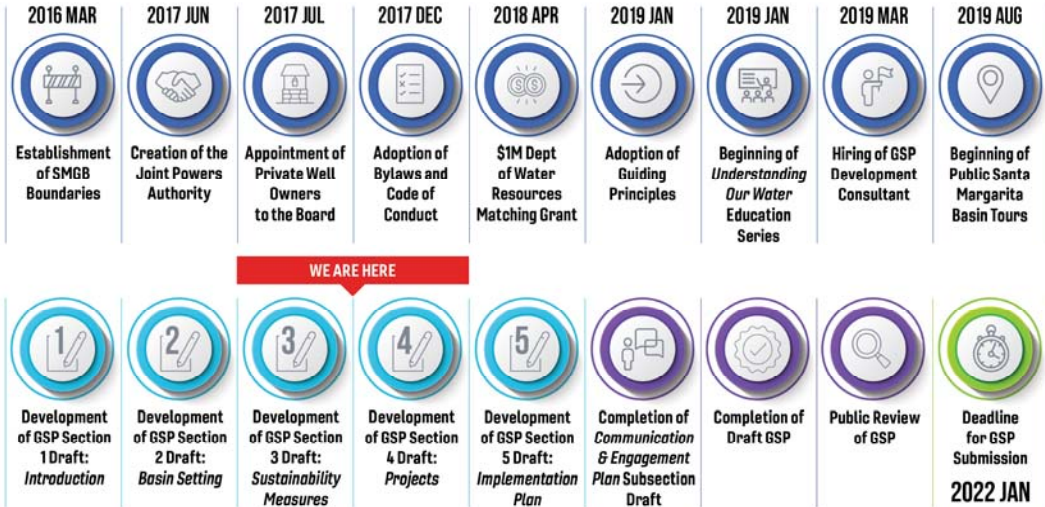 2016 MAR
2017 JUN
2017 JUL
2017 DEC
2018 APR
2019 JAN
2019 JAN
2019 MAR
2019 AUG
Establishment
of SMGB
Boundaries
Creation of the
Joint Powers
Authority
Appointment of
Private Well
Owners
to the Board
Adoption of
Bylaws and
Code of
Conduct
$1M Dept
of Water
Resources
Matching Grant
Adoption of
Guiding
Principles
Beginning of
Understanding
Our Water
Education
Series
Hiring of GSP
Development
Consultant
Beginning of
Public Santa
Margarita
Basin Tours
WE ARE HERE
1
Development
of GSP Section
1 Draft:
Introduction
2
Development
of GSP Section
2 Draft:
Basin Setting
3
Development
of GSP Section
3 Draft:
Sustainability
Measures
4
Development
of GSP Section
4 Draft:
Projects
5
Development
of GSP Section
5 Draft:
Implementation
Plan
Completion of
Communication
& Engagement
Plan Subsection
Draft
Completion of
Draft GSP
Public Review
of GSP
Deadline
for GSP
Submission
2022 JAN